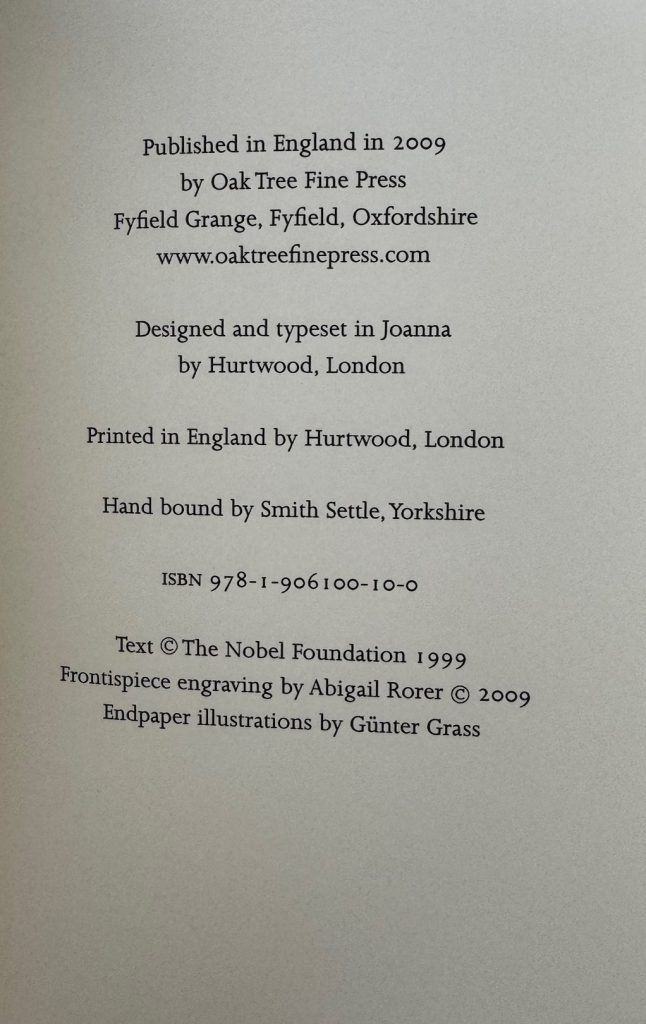 Published in England in 2009
by Oak Tree Fine Press
Fyfield Grange, Fyfield, Oxfordshire
www.oaktreefinepress.com
Designed and typeset in Joanna
by Hurtwood, London
Printed in England by Hurtwood, London
Hand bound by Smith Settle, Yorkshire
ISBN 978-1-906100-10-0
Text © The Nobel Foundation 1999
Frontispiece engraving by Abigail Rorer © 2009
Endpaper illustrations by Günter Grass